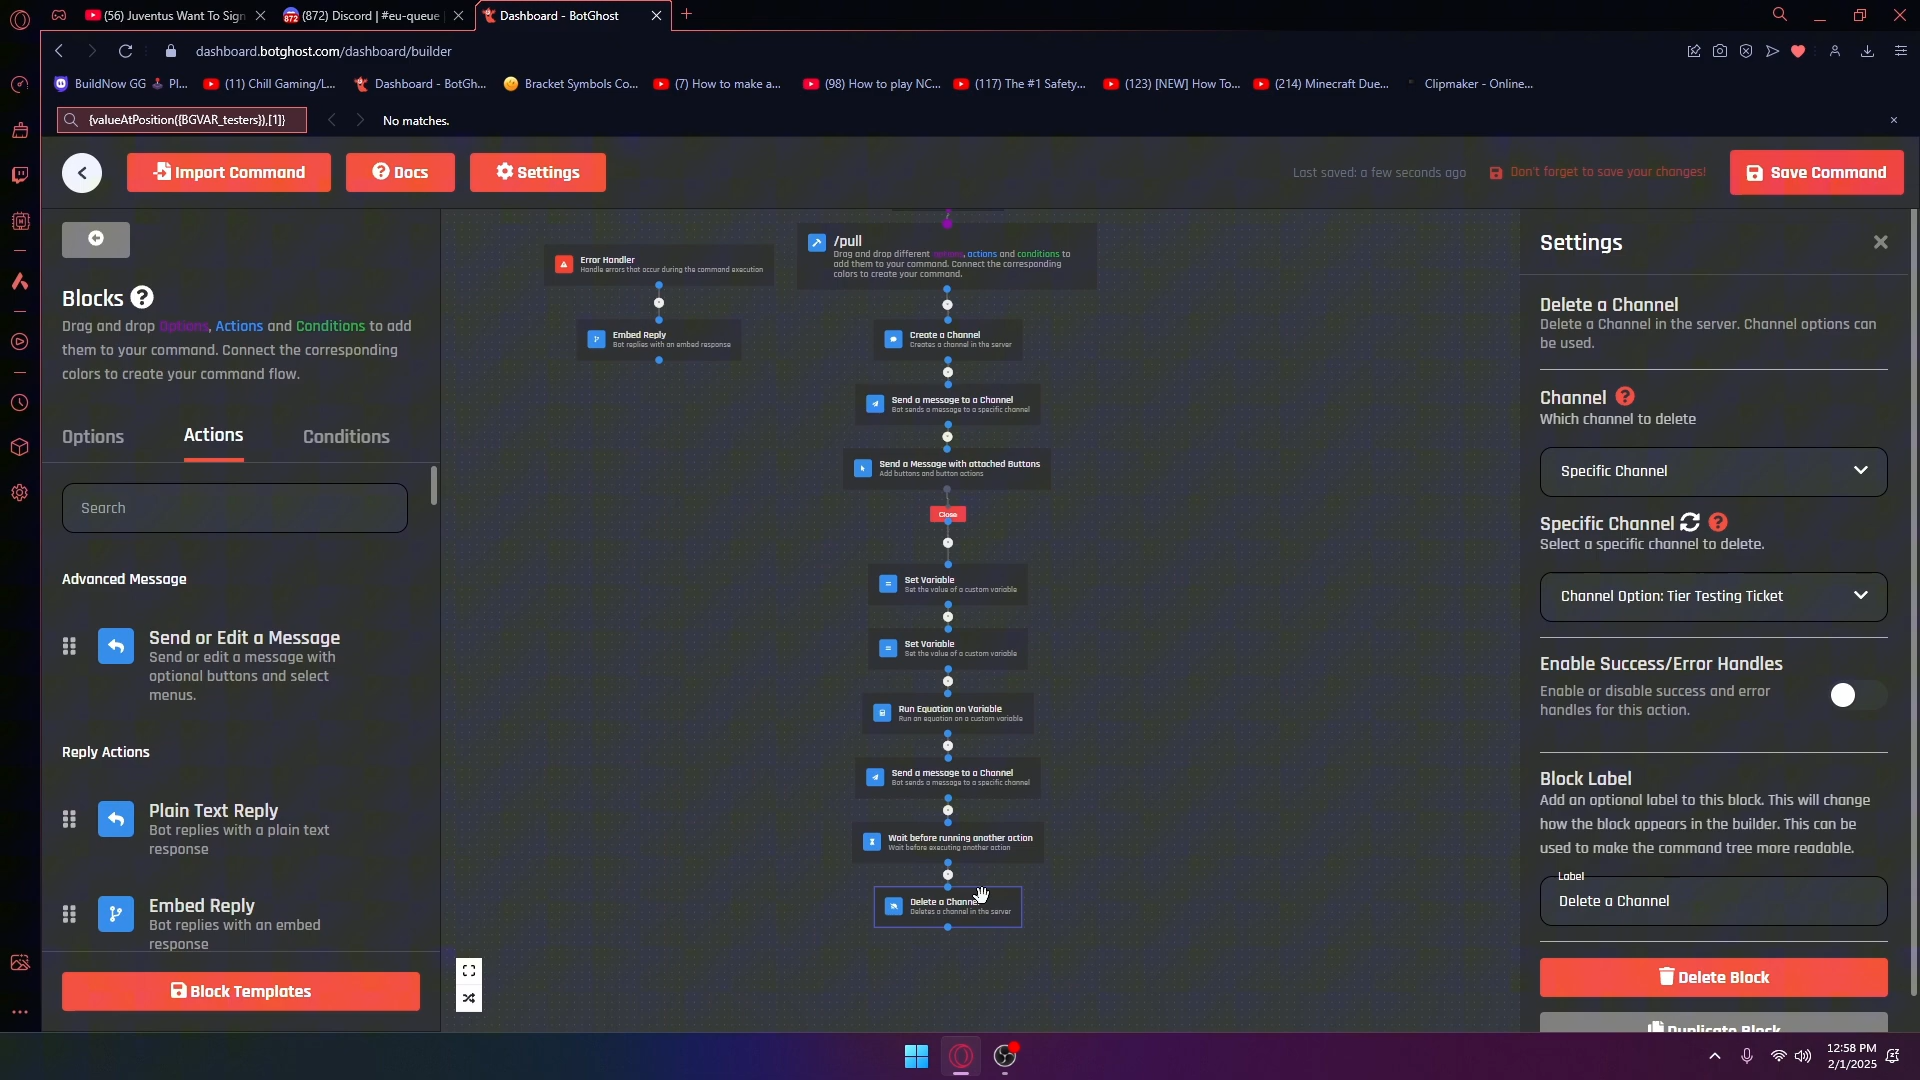 (56) Juventus Want To Sign
(872) Discord | #eu-queue
Dashboard - BotGhost
dashboard.botghost.com/dashboard/builder
BuildNow GG Pl...
(11) Chill Gaming/L...
Dashboard - BotGh...
Bracket Symbols Co...
(7) How to make a...
(98) How to play NC...
(117) The #1 Safety...
(123) [NEW] How To...
(214) Minecraft Due...
Clipmaker - Online...
{valueAtPosition({BGVAR_testers}),[1]}
No matches.
Import Command
Docs
Settings
Last saved: a few seconds ago
Don't forget to save your changes!
Save Command
Blocks
Drag and drop Options, Actions and Conditions to add
them to your command. Connect the corresponding
colors to create your command flow.
Options
Actions
Conditions
Search
Advanced Message
Send or Edit a Message
Send or edit a message with
optional buttons and select
menus.
Reply Actions
Plain Text Reply
Bot replies with a plain text
response
Embed Reply
Bot replies with an embed
response
Block Templates
Error Handler
Handle errors that occur during the command execution
Embed Reply
Bot replies with an embed response
/pull
Drag and drop different options, actions and conditions to
add them to your command. Connect the corresponding
colors to create your command.
Create a Channel
Creates a channel in the server
Send a message to a Channel
Bot sends a message to a specific channel
Send a Message with attached Buttons
Add buttons and button actions
Close
Set Variable
Set the value of a custom variable
Set Variable
Set the value of a custom variable
Run Equation on Variable
Run an equation on a custom variable
Send a message to a Channel
Bot sends a message to a specific channel
Wait before running another action
Wait before executing another action
Delete a Channel
Deletes a channel in the server
Settings
Delete a Channel
Delete a Channel in the server. Channel options can
be used.
Channel
Which channel to delete
Specific Channel
Specific Channel
Select a specific channel to delete.
Channel Option: Tier Testing Ticket
Enable Success/Error Handles
Enable or disable success and error
handles for this action.
Block Label
Add an optional label to this block. This will change
how the block appears in the builder. This can be
used to make the command tree more readable.
Label
Delete a Channel
Delete Block
Duplicate Block
12:58 PM
2/1/2025